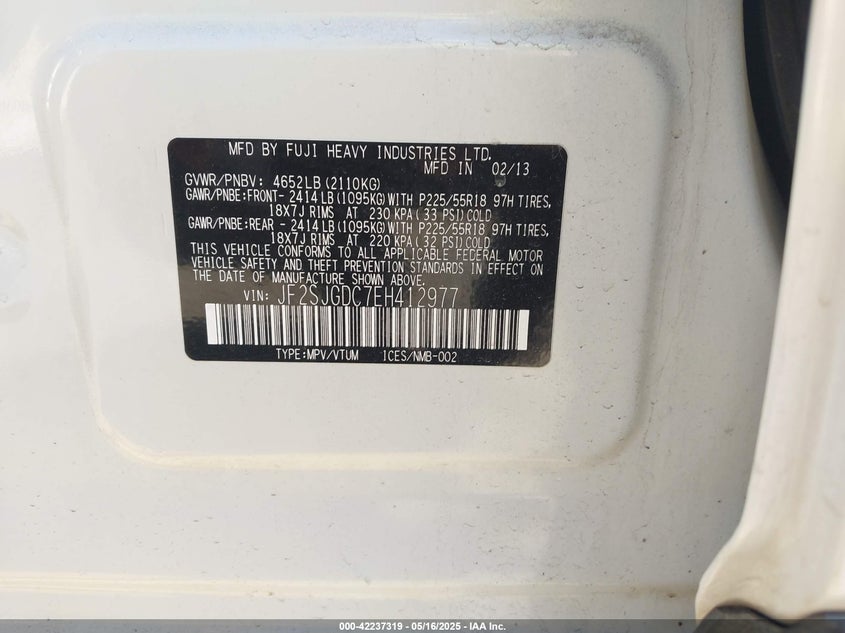 MFD BY FUJI HEAVY INDUSTRIES LTD.
MFD IN 02/13
GVWR/PNBV: 4652LB(2110KG)
GAWR/PNBE:FRONT- 2414LB(1095KG)WITH P225/55R18 97H TIRES,
18X7J RIMS AT 230 KPA(33 PSI)COLD
GAWR/PNBE:REAR -2414LB(1095KG)WITH P225/55R18 97H TIRES,
18X7J RIMS AT 220 KPA(32 PSI)COLD
THIS VEHICLE CONFORMS TO ALL APPLICABLE FEDERAL MOTOR
VEHICLE SAFETY AND THEFT PREVENTION STANDARDS IN EFFECT ON
THE DATE OF MANUFACTURE SHOWN ABOVE.
VIN: JF2SJGDC7EH412977
TYPE:MPV/VTUM ICES/NMB-002
000-42237319 - 05/16/2025 - IAA Inc.